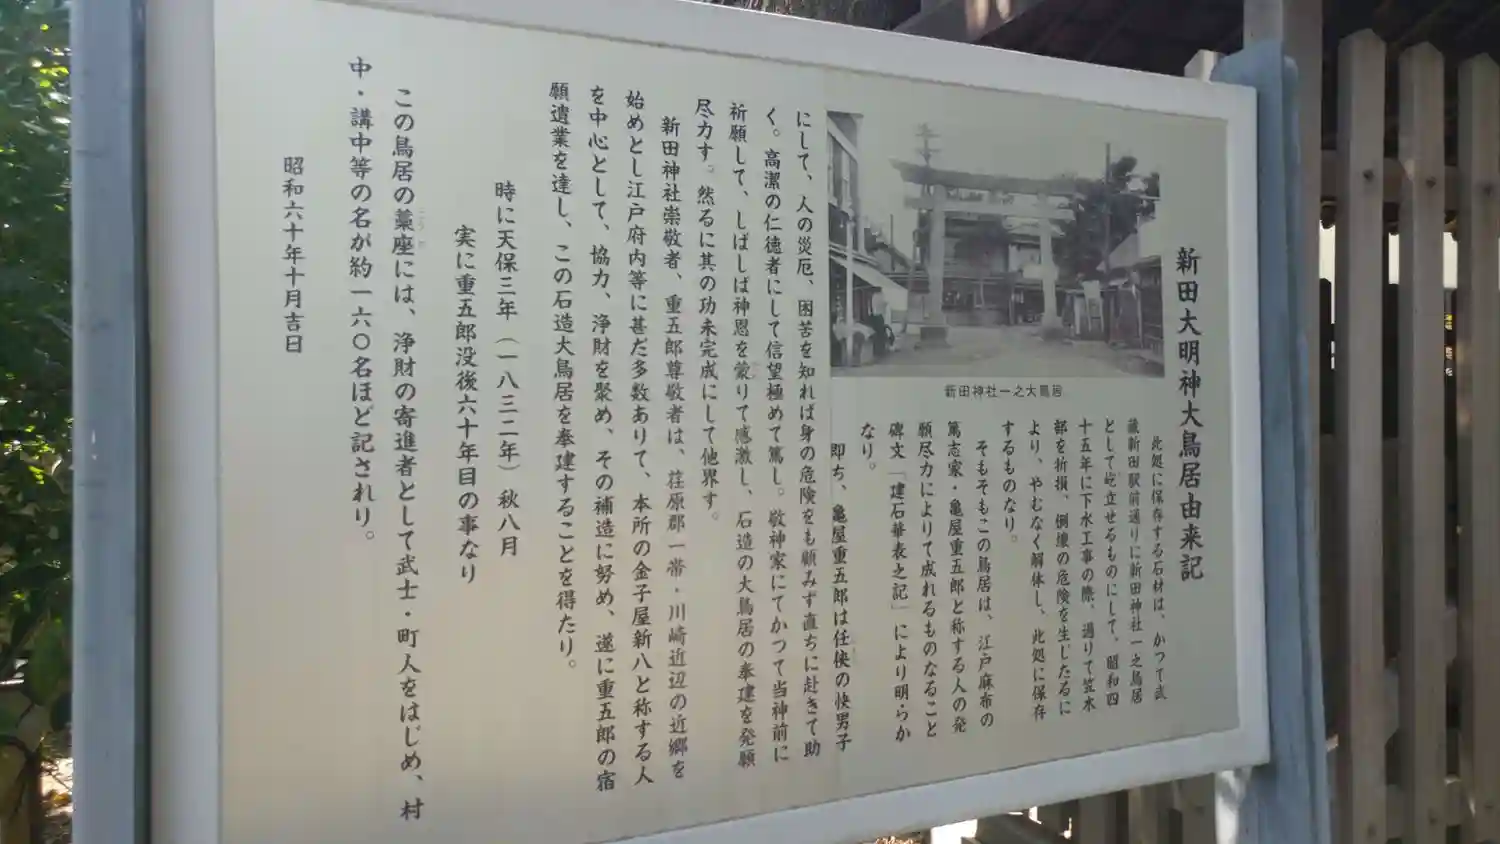 新田大明神大鳥居由来記
此処に保存する石材は、かつて武
蔵新田駅前通りに新田神社一之鳥居
として屹立せるものにして、昭和四
十五年に下水工事の際、過りて笠木
部を折損、倒壊の危険を生じたるに
より、やむなく解体し、此処に保存
するものなり。
そもそもこの鳥居は、江戸麻布の
篤志家・亀屋重五郎と称する人の発
願尽力によりて成れるものなること
碑文「建石華表之記」により明らか
なり。
即ち、亀屋重五郎は任侠の快男子
にして、人の災厄、困苦を知れば身の危険をも顧みず直ちに赴きて助
く。高潔の仁徳者にして信望極めて篤し。敬神家にてかつて当神前に
祈願して、しばしば神恩を蒙りて感激し、石造の大鳥居の奉建を発願
尽力す。然るに其の功未完成にして他界す。
新田神社崇敬者、重五郎尊敬者は、荏原郡一帯・川崎近辺の近郷を
始めとし江戸府内等に甚だ多数ありて、本所の金子屋新八と称する人
を中心として、協力、浄財を聚め、その補造に努め、遂に重五郎の宿
願遺業を達し、この石造大鳥居を奉建することを得たり。
時に天保三年（一八三二年）秋八月
実に重五郎没後六十年目の事なり
この鳥居の藁座には、浄財の寄進者として武士・町人をはじめ、村
中・講中等の名が約一六〇名ほど記されり。
昭和六十年十月吉日
新田神社一之大鳥居